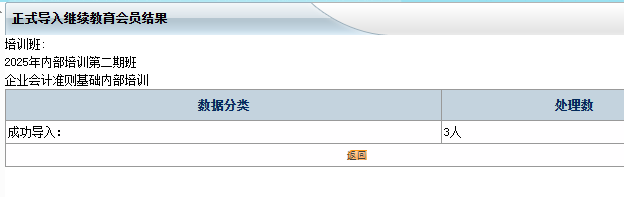 正式导入继续教育会员结果
培训班:
2025年内部培训第二期班
企业会计准则基础内部培训
数据分类 处理数
成功导入: 3人
返回